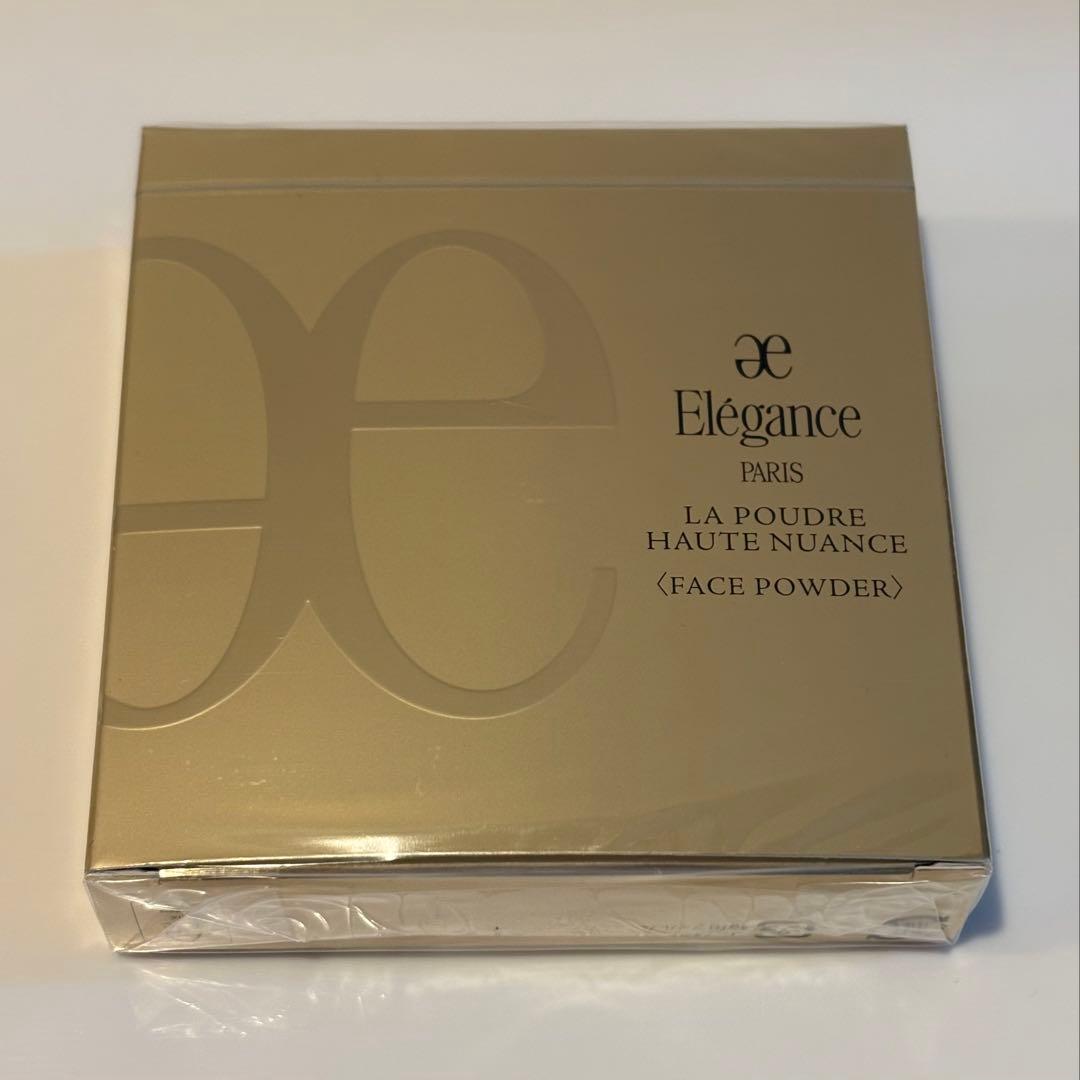 Elégance
PARIS
LA POUDRE
HAUTE NUANCE
〈FACE POWDER〉